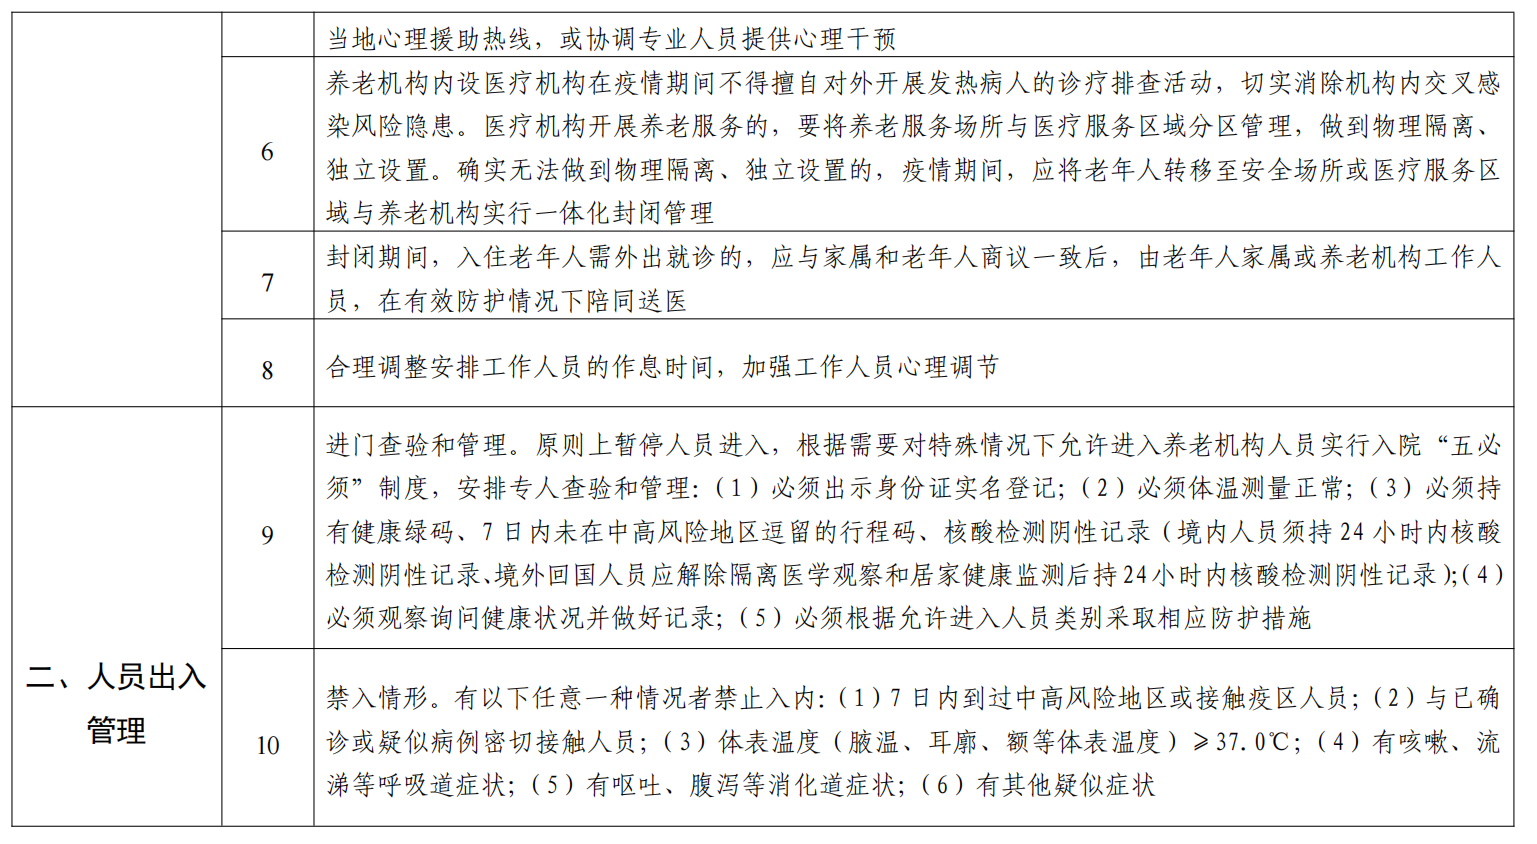 当地心理援助热线，或协调专业人员提供心理干预
6
养老机构内设医疗机构在疫情期间不得擅自对外开展发热病人的诊疗排查活动，切实消除机构内交叉感
染风险隐患。医疗机构开展养老服务的，要将养老服务场所与医疗服务区域分区管理，做到物理隔离、
独立设置。确实无法做到物理隔离、独立设置的，疫情期间，应将老年人转移至安全场所或医疗服务区
域与养老机构实行一体化封闭管理
7
封闭期间，入住老年人需外出就诊的，应与家属和老年人商议一致后，由老年人家属或养老机构工作人
员，在有效防护情况下陪同送医
8
合理调整安排工作人员的作息时间，加强工作人员心理调节
二、人员出入
管理
9
进门查验和管理。原则上暂停人员进入，根据需要对特殊情况下允许进入养老机构人员实行入院“五必
须”制度，安排专人查验和管理：（1）必须出示身份证实名登记；（2）必须体温测量正常；（3）必须持
有健康绿码、7 日内未在中高风险地区逗留的行程码、核酸检测阴性记录（境内人员须持 24 小时内核酸
检测阴性记录、境外回国人员应解除隔离医学观察和居家健康监测后持 24 小时内核酸检测阴性记录）；（4）
必须观察询问健康状况并做好记录；（5）必须根据允许进入人员类别采取相应防护措施
10
禁入情形。有以下任意一种情况者禁止入内：（1）7 日内到过中高风险地区或接触疫区人员；（2）与已确
诊或疑似病例密切接触人员；（3）体表温度（腋温、耳廓、额等体表温度）≥37.0℃；（4）有咳嗽、流
涕等呼吸道症状；（5）有呕吐、腹泻等消化道症状；（6）有其他疑似症状